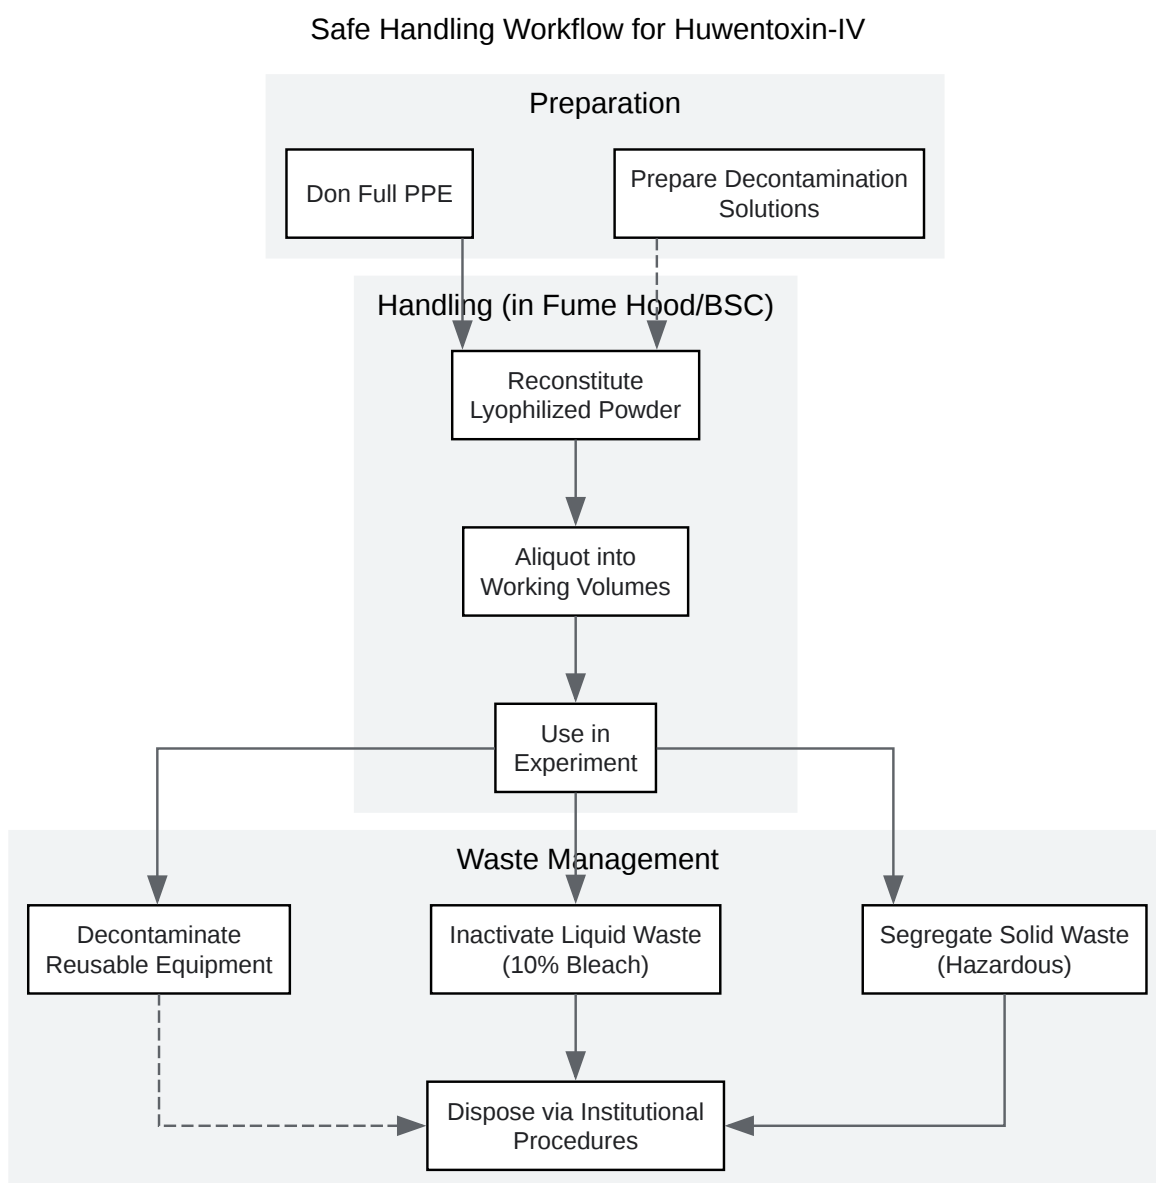 Safe Handling Workflow for Huwentoxin-IV
Preparation
Don Full PPE
Prepare Decontamination
Solutions
Handling (in Fume Hood/BSC)
Reconstitute
Lyophilized Powder
Aliquot into
Working Volumes
Use in
Experiment
Waste Management
Decontaminate
Reusable Equipment
Inactivate Liquid Waste
(10% Bleach)
Segregate Solid Waste
(Hazardous)
Dispose via Institutional
Procedures